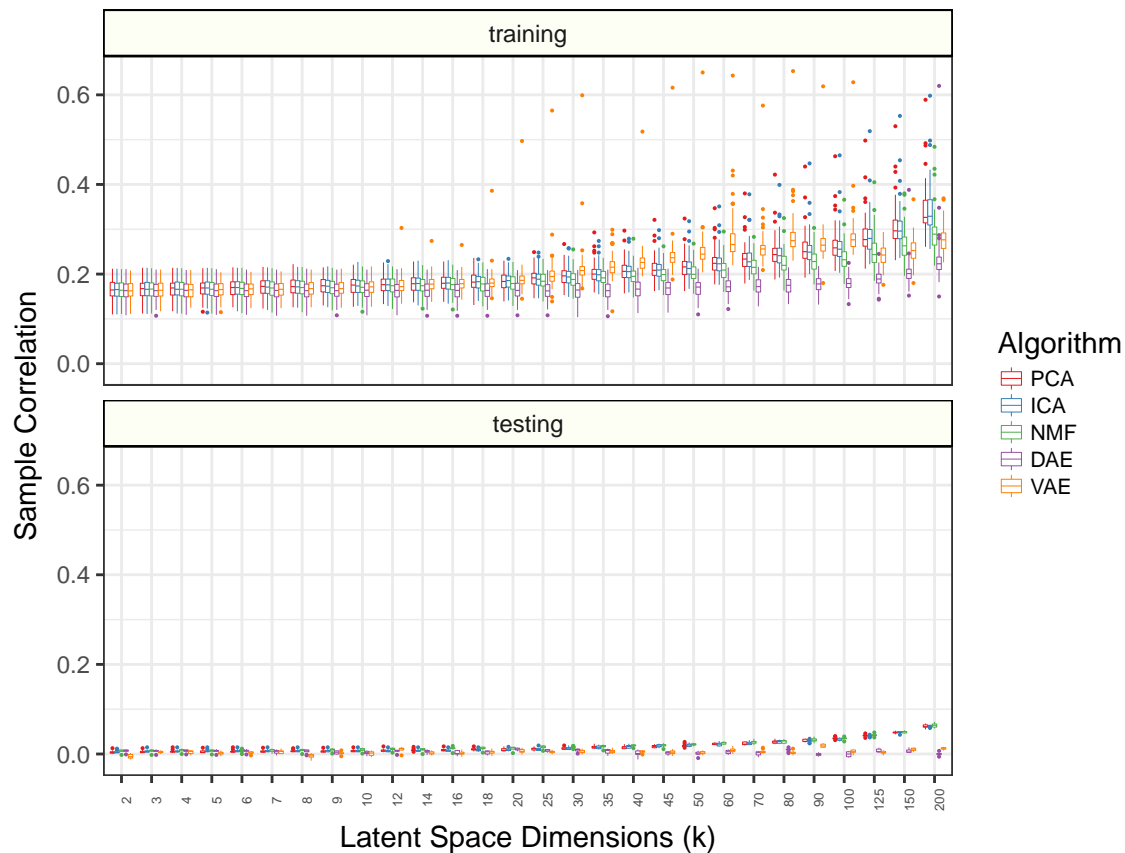 training
0.6
0.4
0.2
0.0
testing
0.6
0.4
0.2
0.0
Sample Correlation
2 3 4 5 6 7 8 9 10 12 14 16 18 20 25 30 35 40 45 50 60 70 80 90 100 125 150 200
Latent Space Dimensions (k)
Algorithm
PCA
ICA
NMF
DAE
VAE